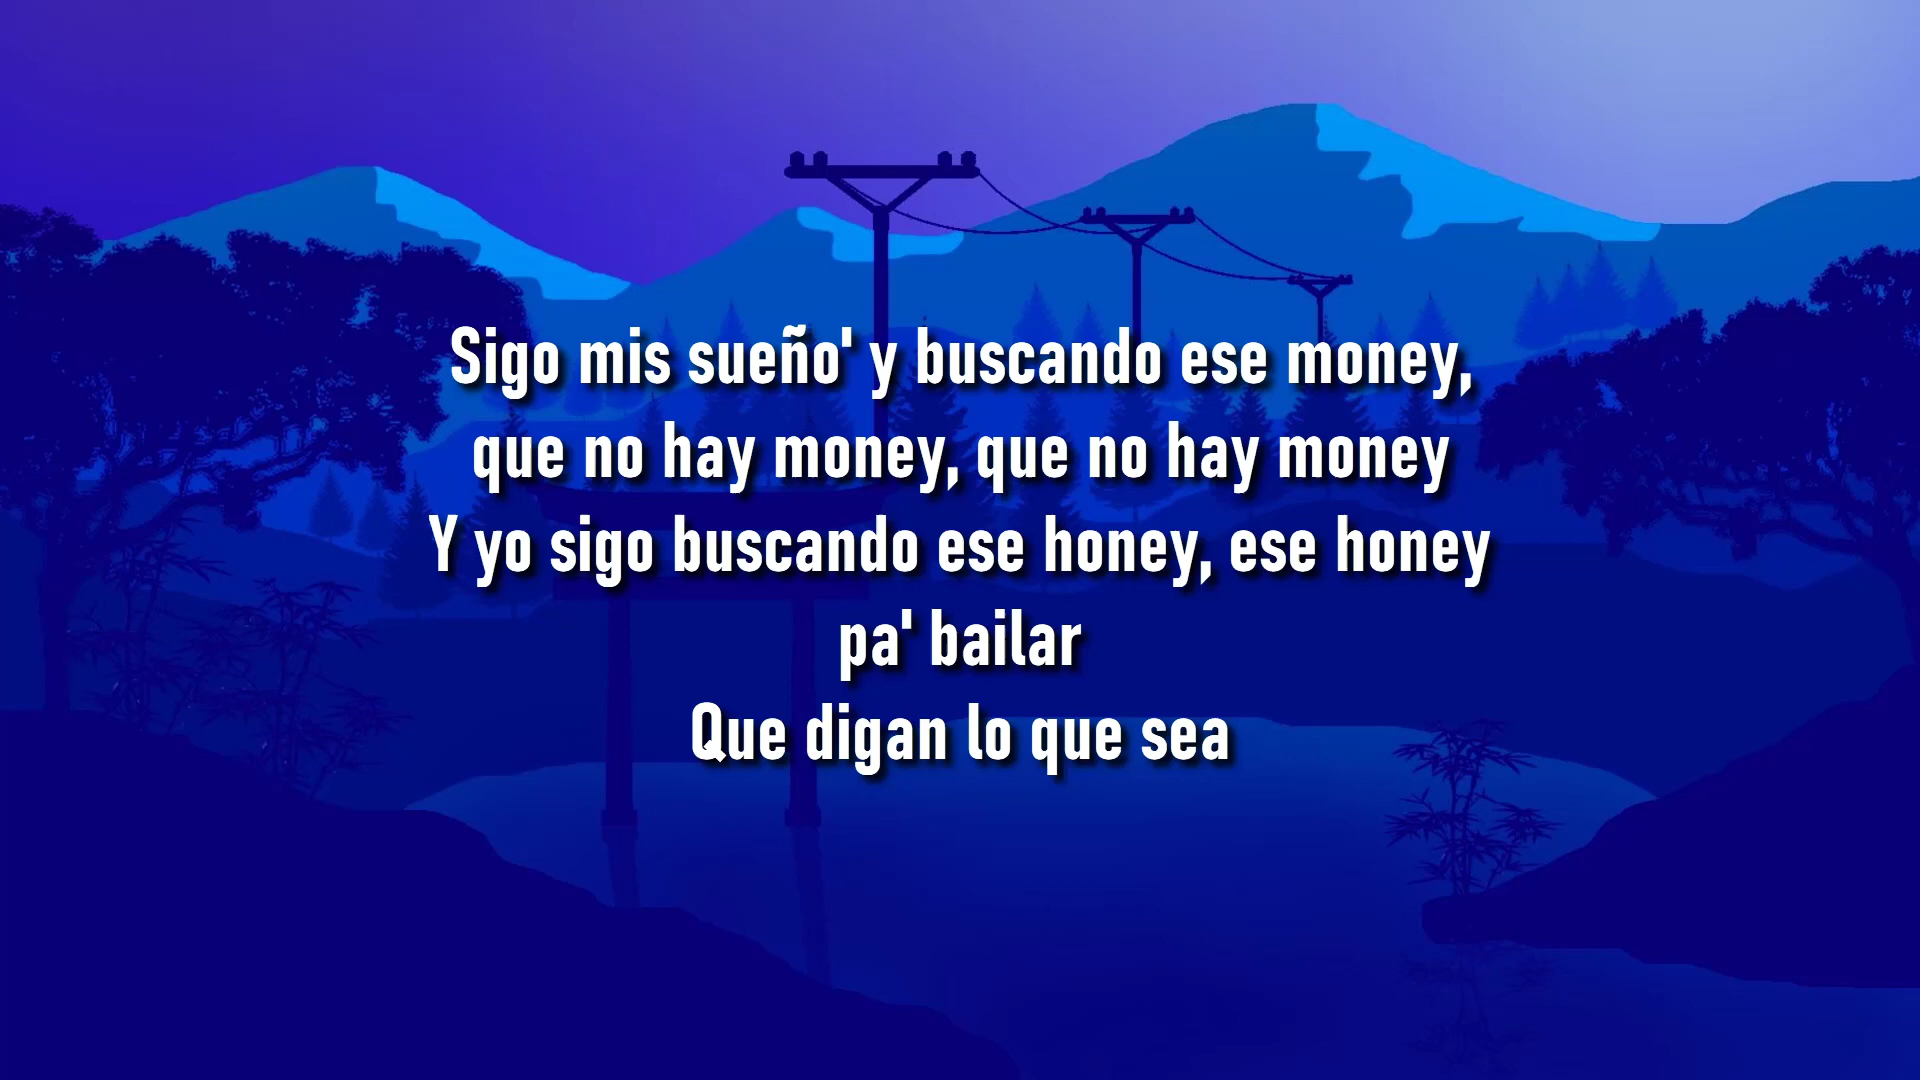 Sigo mis sueño' y buscando ese money,
que no hay money, que no hay money
Y yo sigo buscando ese honey, ese honey
pa' bailar
Que digan lo que sea